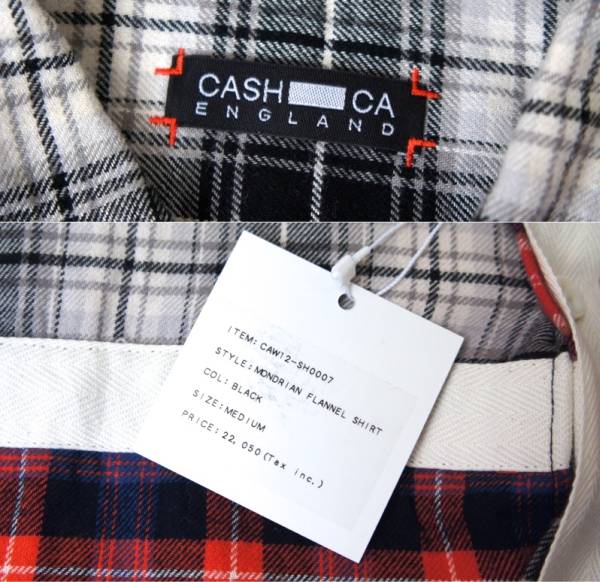 CASH CA
ENGLAND
ITEM:CAW12-SH0007
STYLE:MONDRIAN FLANNEL SHIRT
COL:BLACK
SIZE:MEDIUM
PRICE:22,050(Tax inc.)